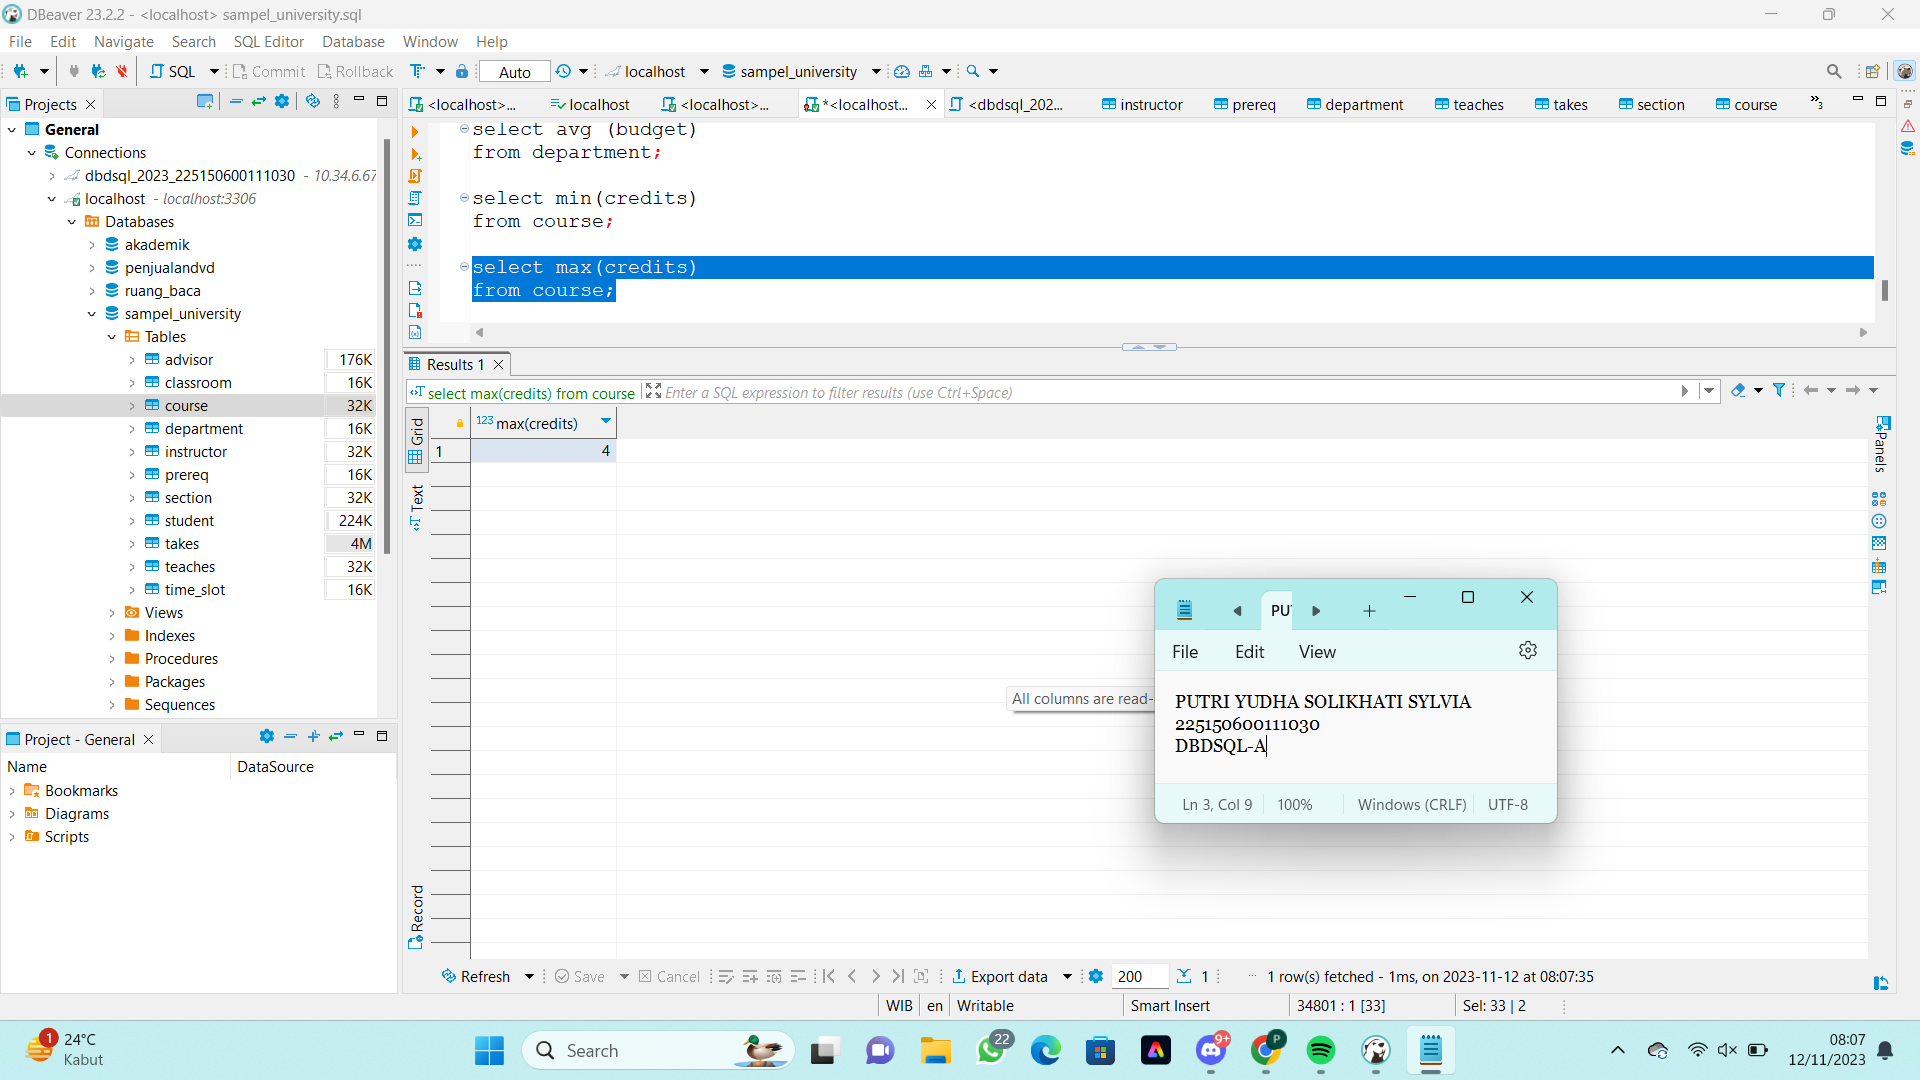 DBeaver 23.2.2 - <localhost> sampel_university.sql
File Edit Navigate Search SQL Editor Database Window Help
SQL Commit Rollback Auto localhost sampel_university
Projects
<localhost>... localhost <localhost>... *<localhost... <dbdsql_202... instructor prereq department teaches takes section course »3
General
Connections
dbdsql_2023_225150600111030 - 10.34.6.67
localhost - localhost:3306
Databases
akademik
penjualandvd
ruang_baca
sampel_university
Tables
advisor 176K
classroom 16K
course 32K
department 16K
instructor 32K
prereq 16K
section 32K
student 224K
takes 4M
teaches 32K
time_slot 16K
Views
Indexes
Procedures
Packages
Sequences
select avg (budget)
from department;
select min(credits)
from course;
select max(credits)
from course;
Results 1
select max(credits) from course Enter a SQL expression to filter results (use Ctrl+Space)
Grid
Text
Record
Panels
123 max(credits)
1 4
All columns are read-
PUT
File Edit View
PUTRI YUDHA SOLIKHATI SYLVIA
225150600111030
DBDSQL-A
Ln 3, Col 9 100% Windows (CRLF) UTF-8
Project - General
Name DataSource
Bookmarks
Diagrams
Scripts
Refresh Save Cancel Export data 200 1 1 row(s) fetched - 1ms, on 2023-11-12 at 08:07:35
WIB en Writable Smart Insert 34801 : 1 [33] Sel: 33 | 2
1 24°C
Kabut
Search
22
9+
P
08:07
12/11/2023